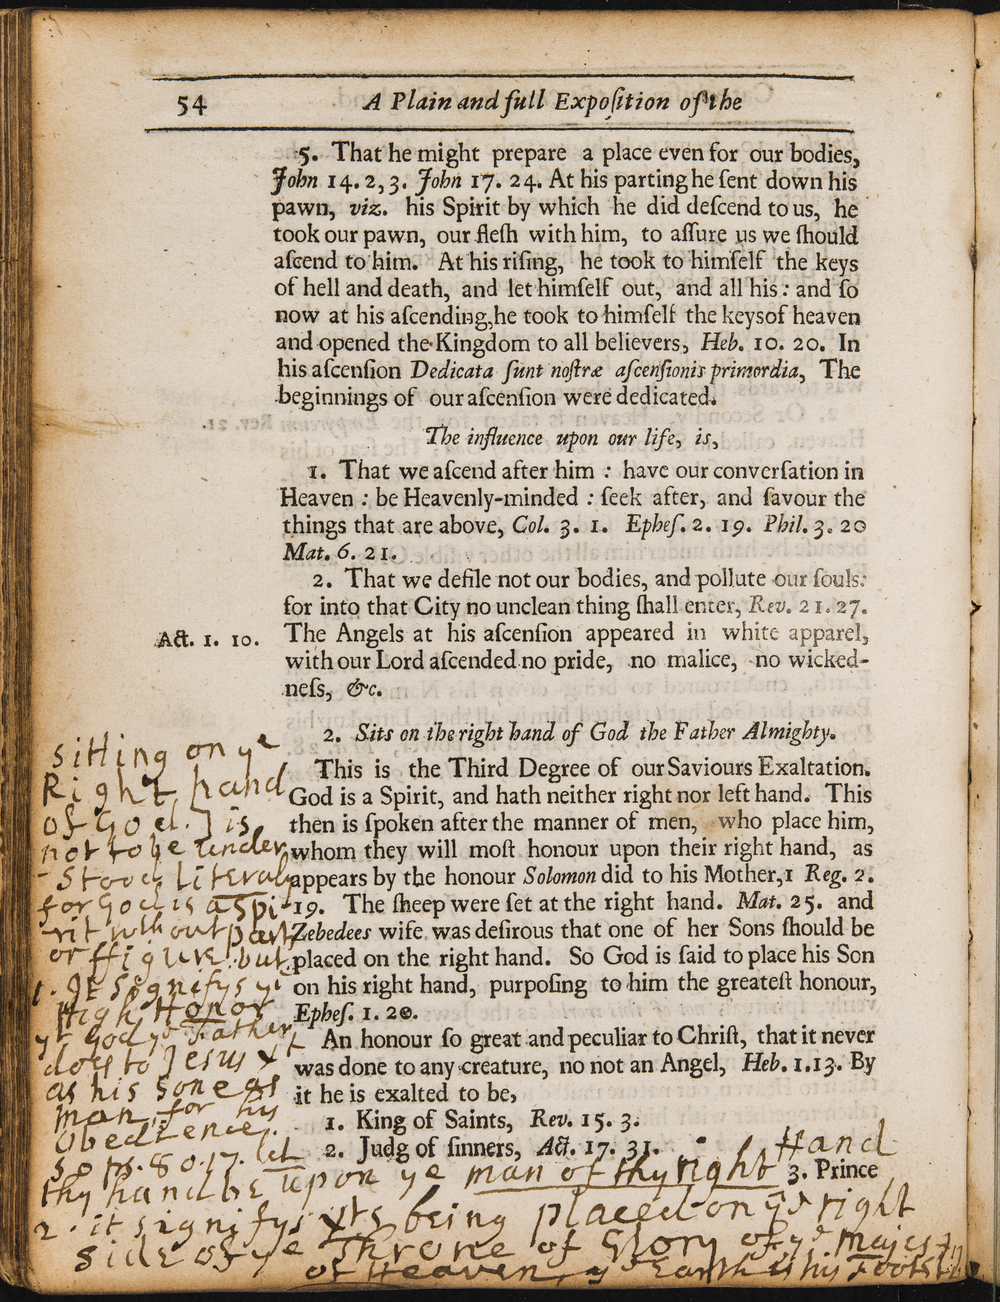 54 A Plain and full Expoſition of the
5. That he might prepare a place even for our bodies,
John 14. 2, 3. John 17. 24. At his parting he ſent down his
pawn, viz. his Spirit by which he did deſcend to us, he
took our pawn, our fleſh with him, to aſſure us we ſhould
aſcend to him. At his riſing, he took to himſelf the keys
of hell and death, and let himſelf out, and all his : and ſo
now at his aſcending, he took to himſelf the keys of heaven
and opened the Kingdom to all believers, Heb. 10. 20. In
his aſcenſion Dedicata ſunt noſtræ aſcenſionis primordia, The
beginnings of our aſcenſion were dedicated.
The influence upon our life, is,
1. That we aſcend after him : have our converſation in
Heaven : be Heavenly-minded : ſeek after, and ſavour the
things that are above, Col. 3. 1. Epheſ. 2. 19. Phil. 3. 20
Mat. 6. 21.
2. That we defile not our bodies, and pollute our ſouls:
for into that City no unclean thing ſhall enter, Rev. 21. 27.
Act. 1. 10. The Angels at his aſcenſion appeared in white apparel,
with our Lord aſcended no pride, no malice, no wicked-
neſs, &c.
2. Sits on the right hand of God the Father Almighty.
This is the Third Degree of our Saviours Exaltation.
God is a Spirit, and hath neither right nor left hand. This
then is ſpoken after the manner of men, who place him,
whom they will moſt honour upon their right hand, as
appears by the honour Solomon did to his Mother, 1 Reg. 2.
19. The ſheep were ſet at the right hand. Mat. 25. and
Zebedees wife was deſirous that one of her Sons ſhould be
placed on the right hand. So God is ſaid to place his Son
on his right hand, purpoſing to him the greateſt honour,
Epheſ. 1. 20.
An honour ſo great and peculiar to Chriſt, that it never
was done to any creature, no not an Angel, Heb. 1. 13. By
it he is exalted to be,
1. King of Saints, Rev. 15. 3.
2. Judg of ſinners, Act. 17. 31.
3. Prince
sitting on ye
Right hand
of God.] is
not to be under
-stood Literaly
for God is a Spi-
rit without part
or ffigure: but
1. It signifys ye
High Honor
yt God ye Father
does to Jesus Xt
as his Sone as
man for his
Obedience.
so ps. 80.17. let
thy hand be upon ye man of thy right Hand
2. it signifys Xts being placed on ye right
side of ye Throne of Glory of ye Majesty
of Heaven, ye Earth is his